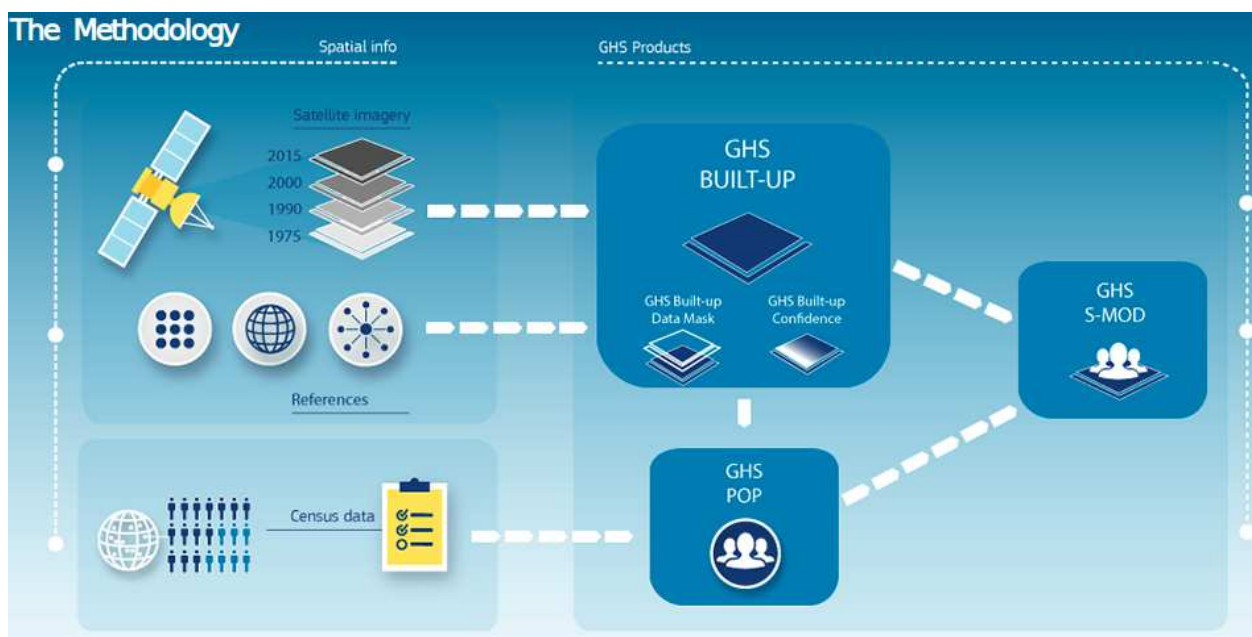 The Methodology
Spatial info
GHS Products
Satellite imagery
2015
2000
1990
1975
References
Census data
GHS
BUILT-UP
GHS Built-up
Data Mask
GHS Built-up
Confidence
GHS
POP
GHS
S-MOD